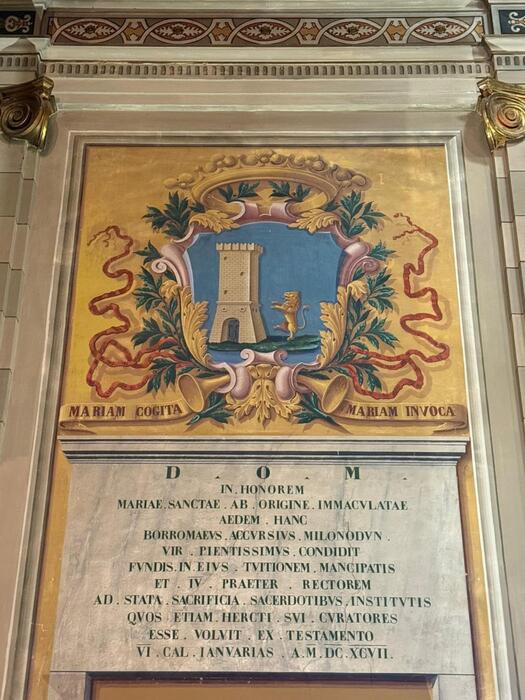 MARIAM COGITA
MARIAM INVOCA
D . O . M .
IN . HONOREM
MARIAE . SANCTAE . AB . ORIGINE . IMMACVLATAE
AEDEM . HANC
BORROMAEVS . ACCVRSIVS . MILONODVN .
VIR . PIENTISSIMVS . CONDIDIT
FVNDIS . IN . EIVS . TVITIONEM . MANCIPATIS
ET . IV . PRAETER . RECTOREM
AD . STATA . SACRIFICIA . SACERDOTIBVS . INSTITVTIS
QVOS . ETIAM . HERCTI . SVI . CVRATORES
ESSE . VOLVIT . EX . TESTAMENTO
VI . CAL . IANVARIAS . A.M. DC. XCVII.